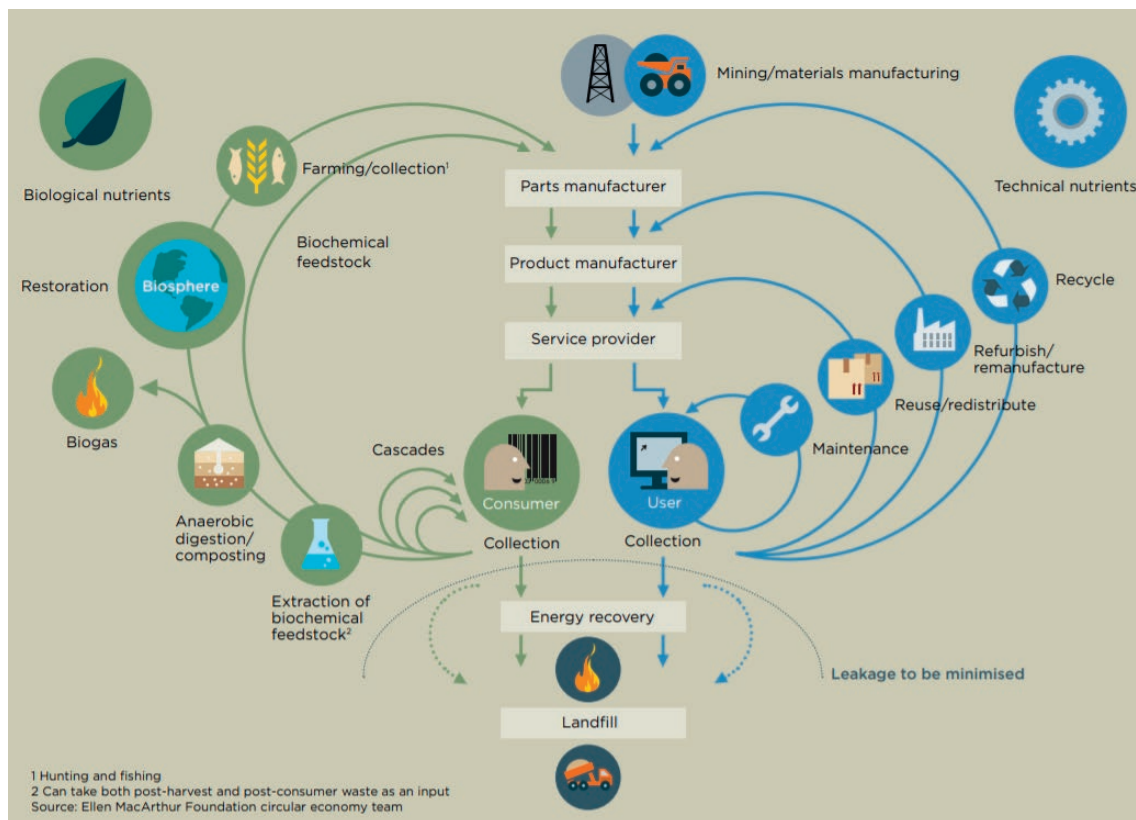 Mining/materials manufacturing
Biological nutrients
Farming/collection¹
Parts manufacturer
Technical nutrients
Biochemical
feedstock
Product manufacturer
Restoration
Biosphere
Recycle
Service provider
Refurbish/
remanufacture
Biogas
Reuse/redistribute
Cascades
Maintenance
Consumer
User
Anaerobic
digestion/
composting
Collection
Collection
Extraction of
biochemical
feedstock²
Energy recovery
Leakage to be minimised
Landfill
1 Hunting and fishing
2 Can take both post-harvest and post-consumer waste as an input
Source: Ellen MacArthur Foundation circular economy team